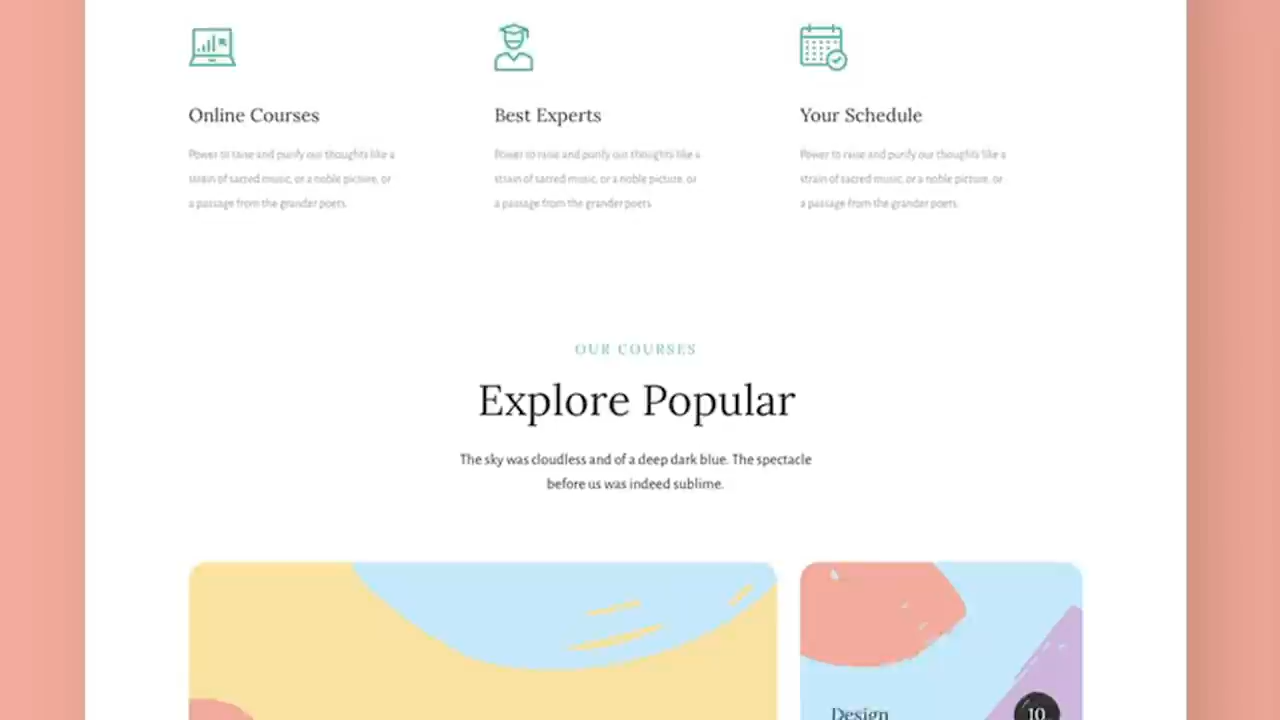 Online Courses
Best Experts
Your Schedule
Power to raise and purify our thoughts like a
strain of sacred music, or a noble picture, or
a passage from the grander poets.
Power to raise and purify our thoughts like a
strain of sacred music, or a noble picture, or
a passage from the grander poets.
Power to raise and purify our thoughts like a
strain of sacred music, or a noble picture, or
a passage from the grander poets.
OUR COURSES
Explore Popular
The sky was cloudless and of a deep dark blue. The spectacle
before us was indeed sublime.
Design
10